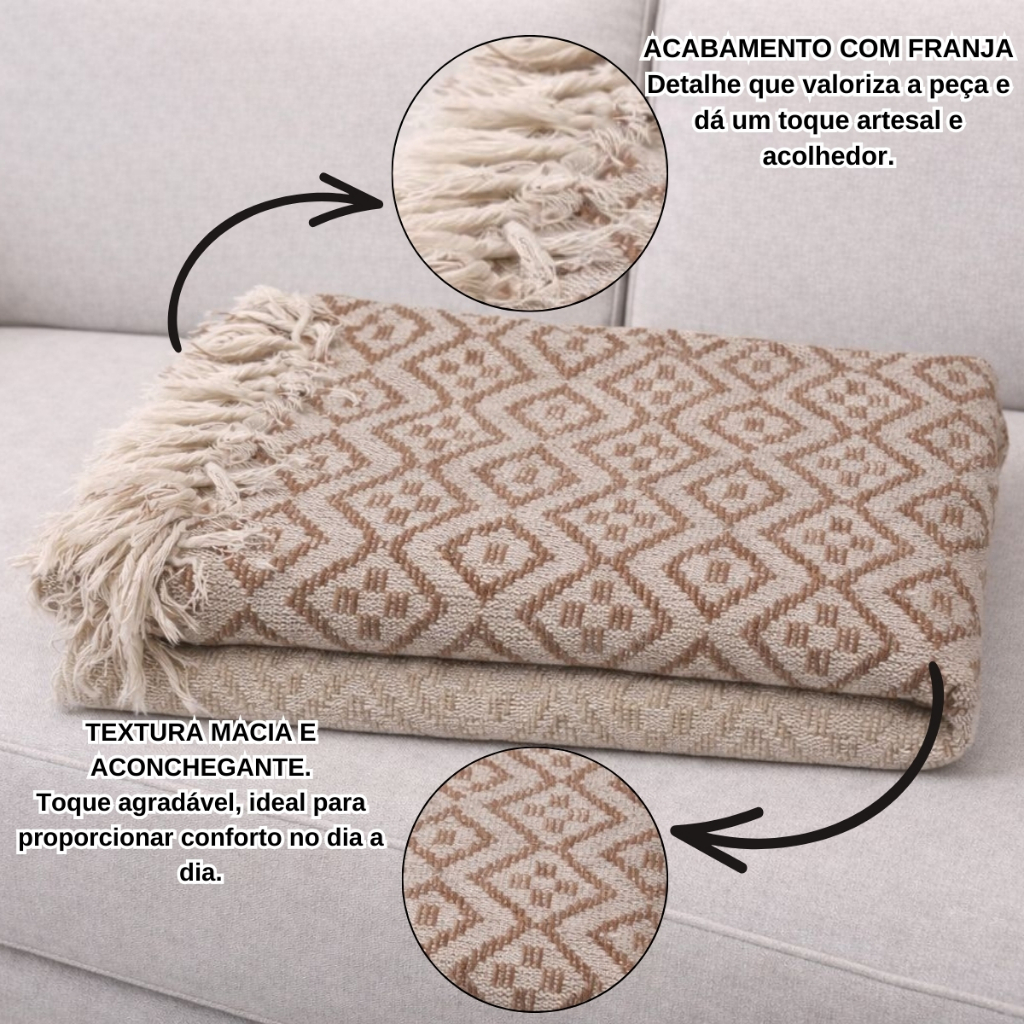 ACABAMENTO COM FRANJA
Detalhe que valoriza a peça e
dá um toque artesal e
acolhedor.
TEXTURA MACIA E
ACONCHEGANTE.
Toque agradável, ideal para
proporcionar conforto no dia a
dia.